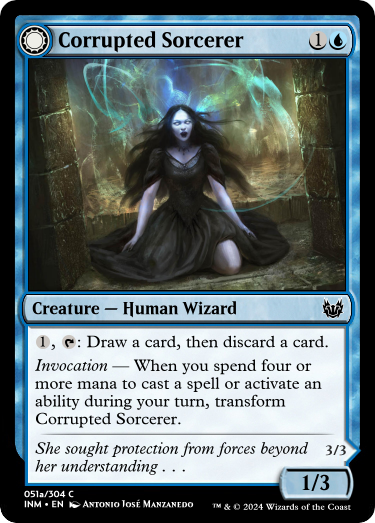 Corrupted Sorcerer 1
Creature — Human Wizard
1, : Draw a card, then discard a card.
Invocation — When you spend four or
more mana to cast a spell or activate an
ability during your turn, transform
Corrupted Sorcerer.
She sought protection from forces beyond
her understanding . . .
3/3
1/3
051a/304 C
INM • EN Antonio José Manzanedo
™ & © 2024 Wizards of the Coast